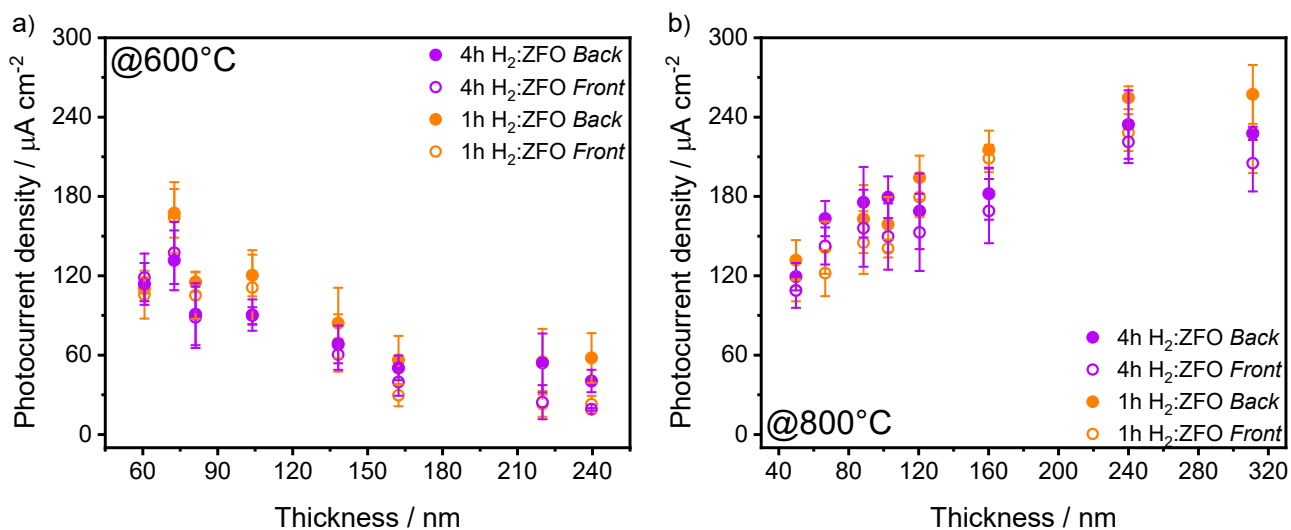 a)
@600°C
4h H₂:ZFO Back
4h H₂:ZFO Front
1h H₂:ZFO Back
1h H₂:ZFO Front
300
240
180
120
60
0
Photocurrent density / μA cm⁻²
60 90 120 150 180 210 240
Thickness / nm
b)
300
240
180
120
60
0
Photocurrent density / μA cm⁻²
4h H₂:ZFO Back
4h H₂:ZFO Front
1h H₂:ZFO Back
1h H₂:ZFO Front
@800°C
40 80 120 160 200 240 280 320
Thickness / nm